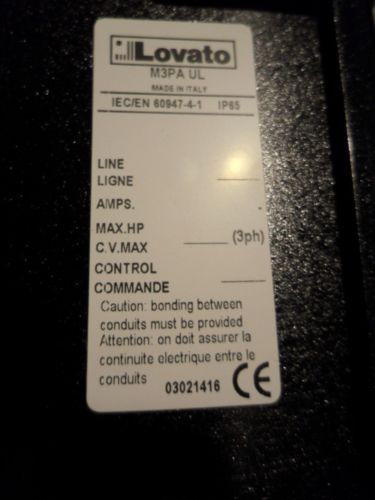 Lovato
M3PA UL
MADE IN ITALY
IEC/EN 60947-4-1 IP65
LINE
LIGNE
AMPS.
MAX.HP
C.V.MAX (3ph)
CONTROL
COMMANDE
Caution: bonding between
conduits must be provided
Attention: on doit assurer la
continuite electrique entre le
conduits
03021416 CE